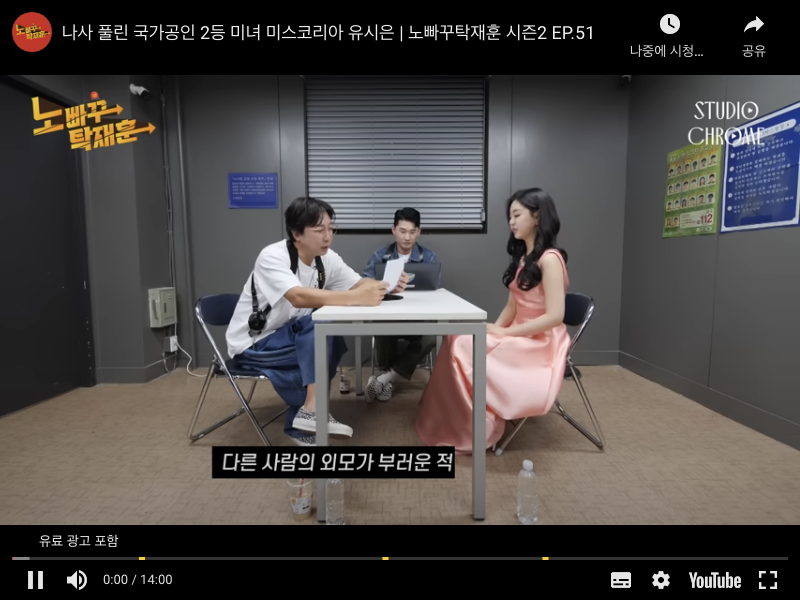 나사 풀린 국가공인 2등 미녀 미스코리아 유시은 | 노빠꾸탁재훈 시즌2 EP.51
나중에 시청...
공유
노빠꾸
탁재훈
STUDIO
CHROME
112
다른 사람의 외모가 부러운 적
유료 광고 포함
0:00 / 14:00
YouTube